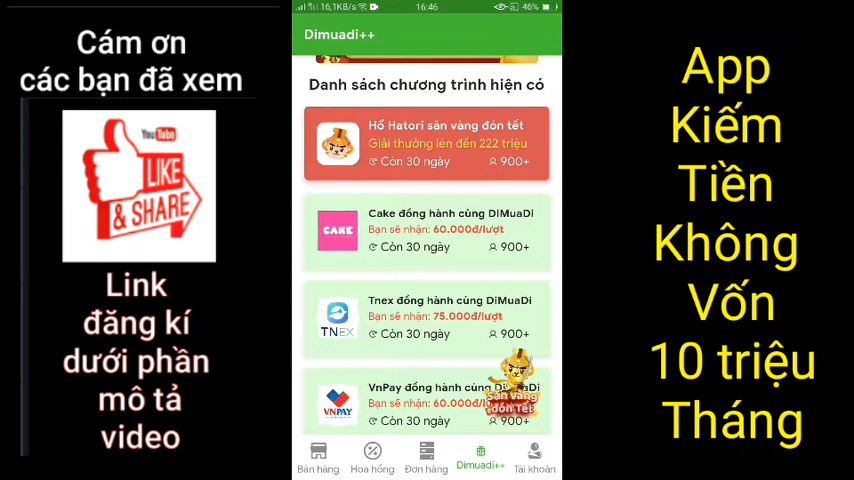 Cám ơn
các bạn đã xem
YouTube
LIKE
& SHARE
Link
đăng kí
dưới phần
mô tả
video
16,1KB/s
16:46
46%
Dimuadi++
Danh sách chương trình hiện có
Hổ Hatori săn vàng đón tết
Giải thưởng lên đến 222 triệu
Còn 30 ngày
900+
CAKE
Cake đồng hành cùng DiMuaDi
Bạn sẽ nhận: 60.000đ/lượt
Còn 30 ngày
900+
TNEX
Tnex đồng hành cùng DiMuaDi
Bạn sẽ nhận: 75.000đ/lượt
Còn 30 ngày
900+
VNPAY
VnPay đồng hành cùng DiMuaDi
Bạn sẽ nhận: 60.000đ/lượt
Còn 30 ngày
900+
Săn vàng
đón Tết
Bán hàng
Hoa hồng
Đơn hàng
Dimuadi++
Tài khoản
App
Kiếm
Tiền
Không
Vốn
10 triệu
Tháng